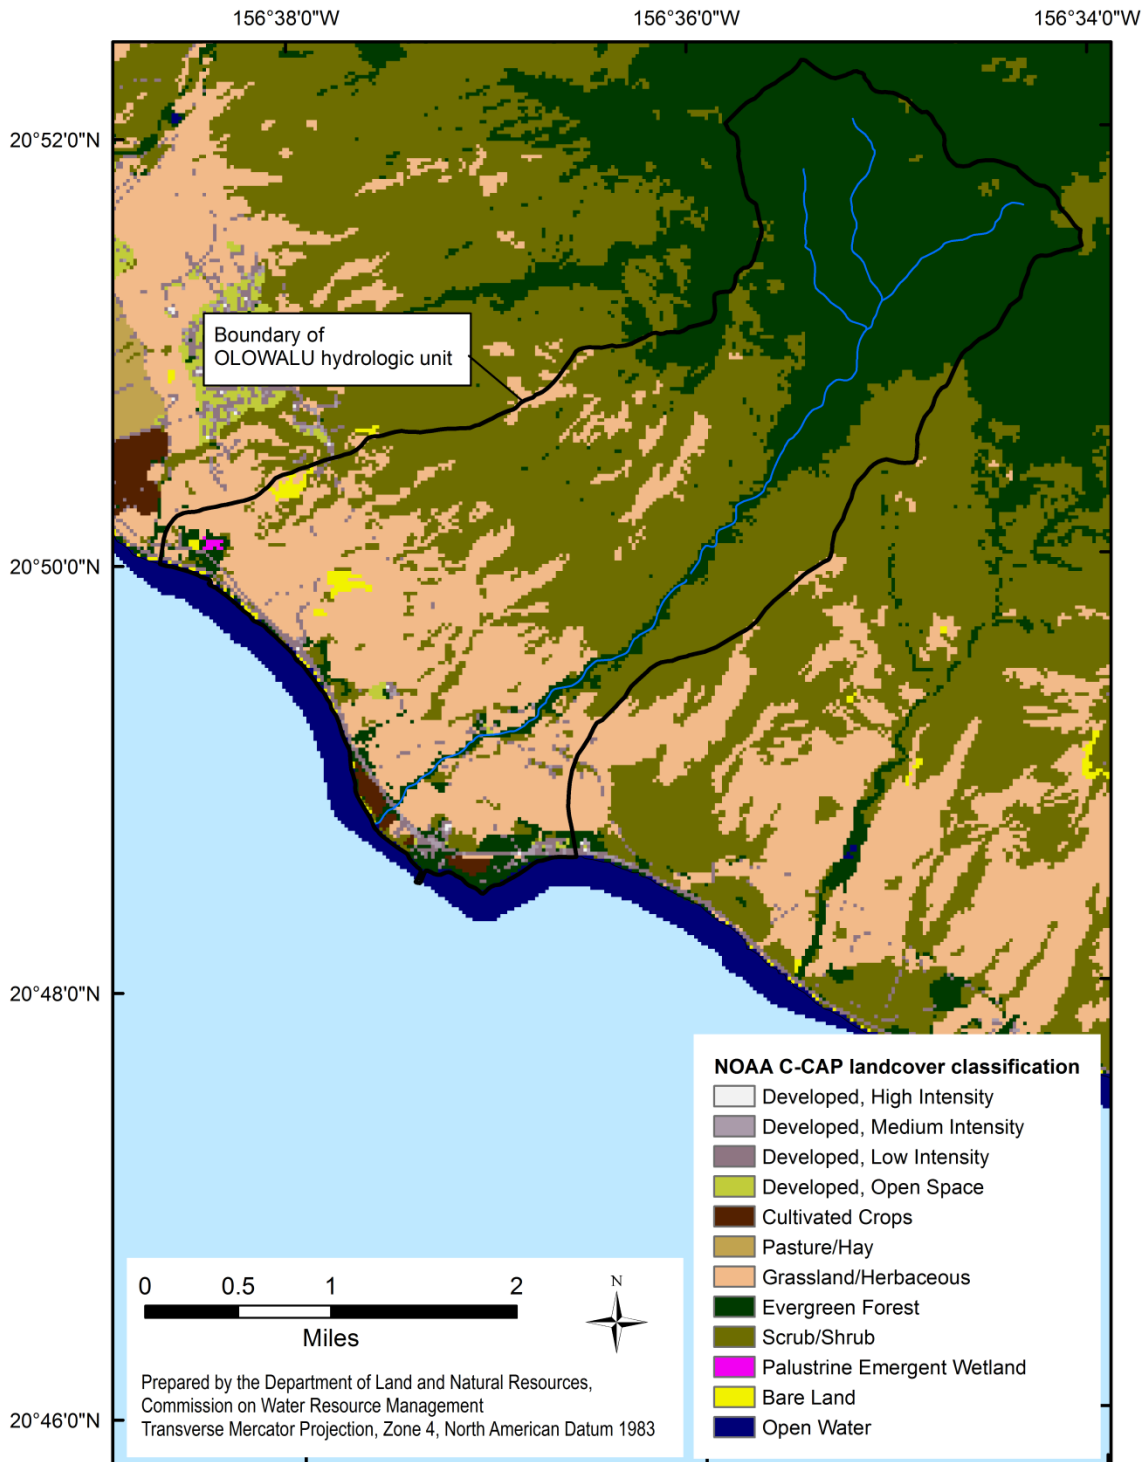 156°38'0"W
156°36'0"W
156°34'0"W
20°52'0"N
Boundary of
OLOWALU hydrologic unit
20°50'0"N
20°48'0"N
NOAA C-CAP landcover classification
Developed, High Intensity
Developed, Medium Intensity
Developed, Low Intensity
Developed, Open Space
Cultivated Crops
Pasture/Hay
Grassland/Herbaceous
Evergreen Forest
Scrub/Shrub
Palustrine Emergent Wetland
Bare Land
Open Water
0 0.5 1 2
Miles
N
Prepared by the Department of Land and Natural Resources,
Commission on Water Resource Management
Transverse Mercator Projection, Zone 4, North American Datum 1983
20°46'0"N